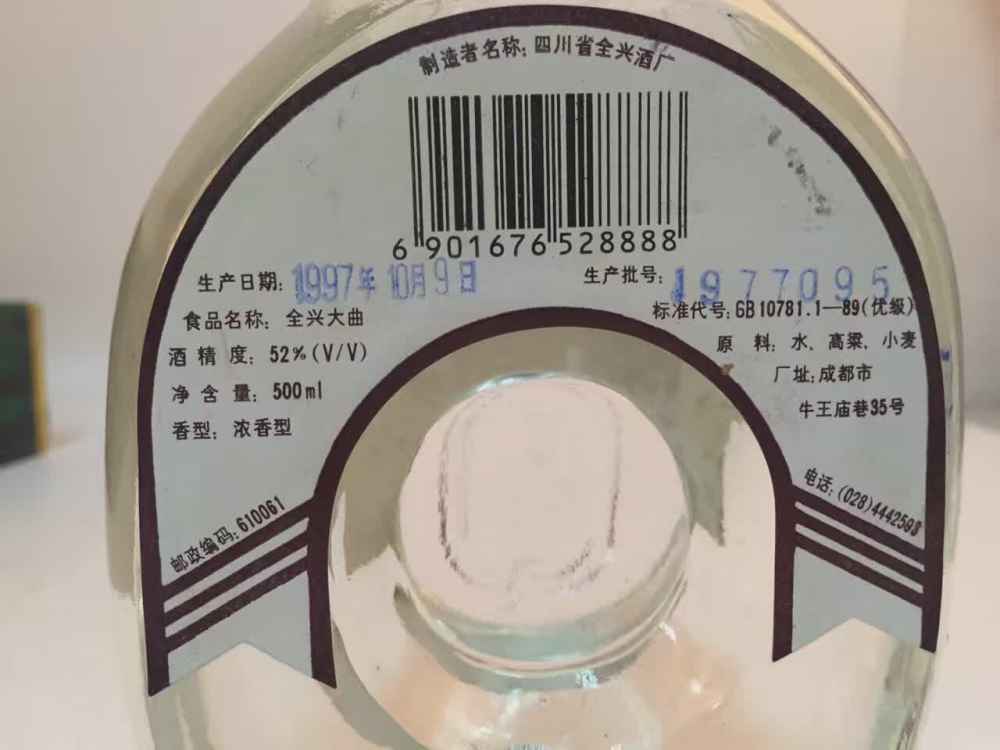 制造者名称: 四川省全兴酒厂
6 901676 528888
生产日期: 1997年10月9日
生产批号: 1977095
食品名称: 全兴大曲
标准代号: GB10781.1—89(优级)
酒精度: 52%(V/V)
原料: 水、高粱、小麦
净含量: 500ml
厂址: 成都市
牛王庙巷35号
香型: 浓香型
邮政编码: 610061
电话: (028)4442598